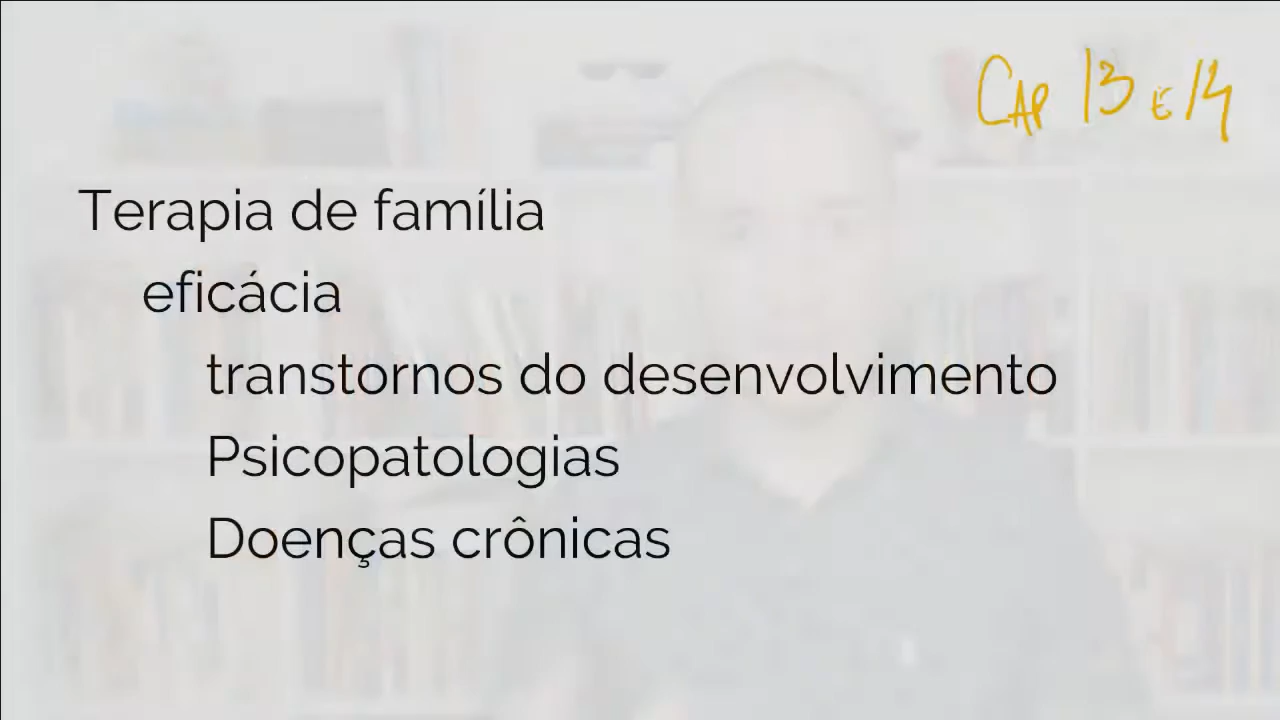 CAP 13 E 14
Terapia de família
eficácia
transtornos do desenvolvimento
Psicopatologias
Doenças crônicas